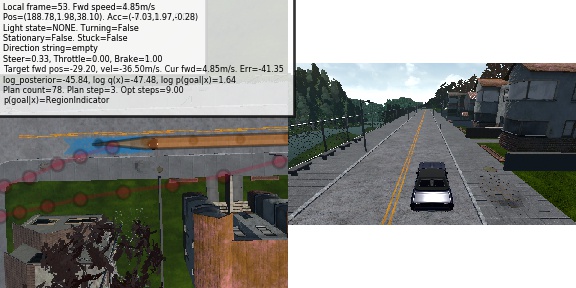 Local frame=53. Fwd speed=4.85m/s
Pos=(188.78,1.98,38.10). Acc=(-7.03,1.97,-0.28)
Light state=NONE. Turning=False
Stationary=False. Stuck=False
Direction string=empty
Steer=0.33, Throttle=0.00, Brake=1.00
Target fwd pos=-29.20, vel=-36.50m/s. Cur fwd=4.85m/s. Err=-41.35
log_posterior=-45.84, log q(x)=-47.48, log p(goal|x)=1.64
Plan count=78. Plan step=3. Opt steps=9.00
p(goal|x)=RegionIndicator